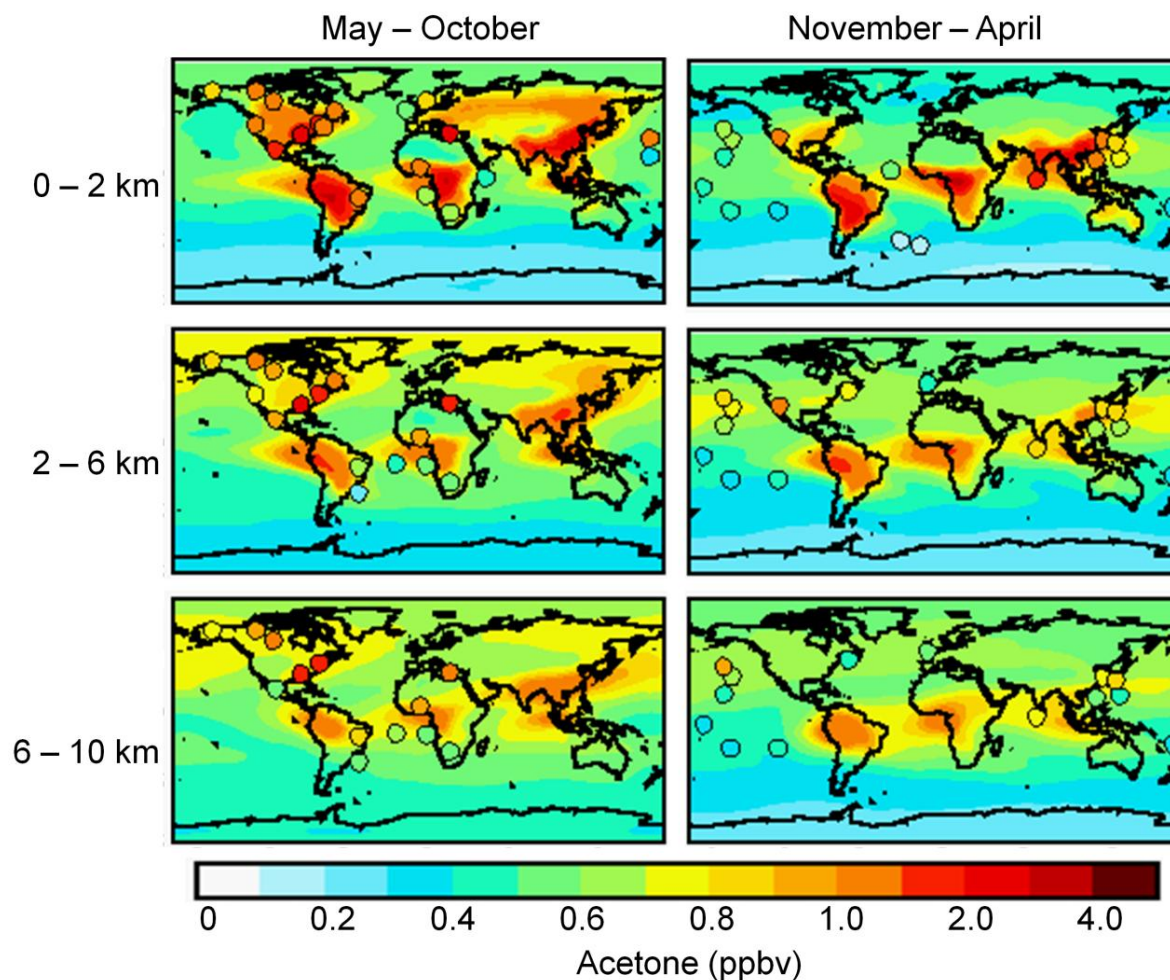 May – October
November – April
0 – 2 km
2 – 6 km
6 – 10 km
0 0.2 0.4 0.6 0.8 1.0 2.0 4.0
Acetone (ppbv)